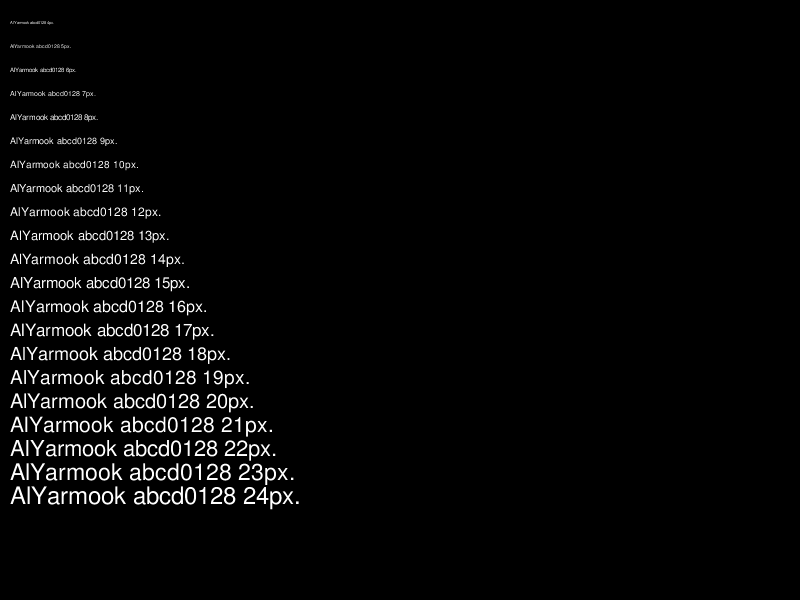 AlYarmook abcd0128 4px.
AlYarmook abcd0128 5px.
AlYarmook abcd0128 6px.
AlYarmook abcd0128 7px.
AlYarmook abcd0128 8px.
AlYarmook abcd0128 9px.
AlYarmook abcd0128 10px.
AlYarmook abcd0128 11px.
AlYarmook abcd0128 12px.
AlYarmook abcd0128 13px.
AlYarmook abcd0128 14px.
AlYarmook abcd0128 15px.
AlYarmook abcd0128 16px.
AlYarmook abcd0128 17px.
AlYarmook abcd0128 18px.
AlYarmook abcd0128 19px.
AlYarmook abcd0128 20px.
AlYarmook abcd0128 21px.
AlYarmook abcd0128 22px.
AlYarmook abcd0128 23px.
AlYarmook abcd0128 24px.